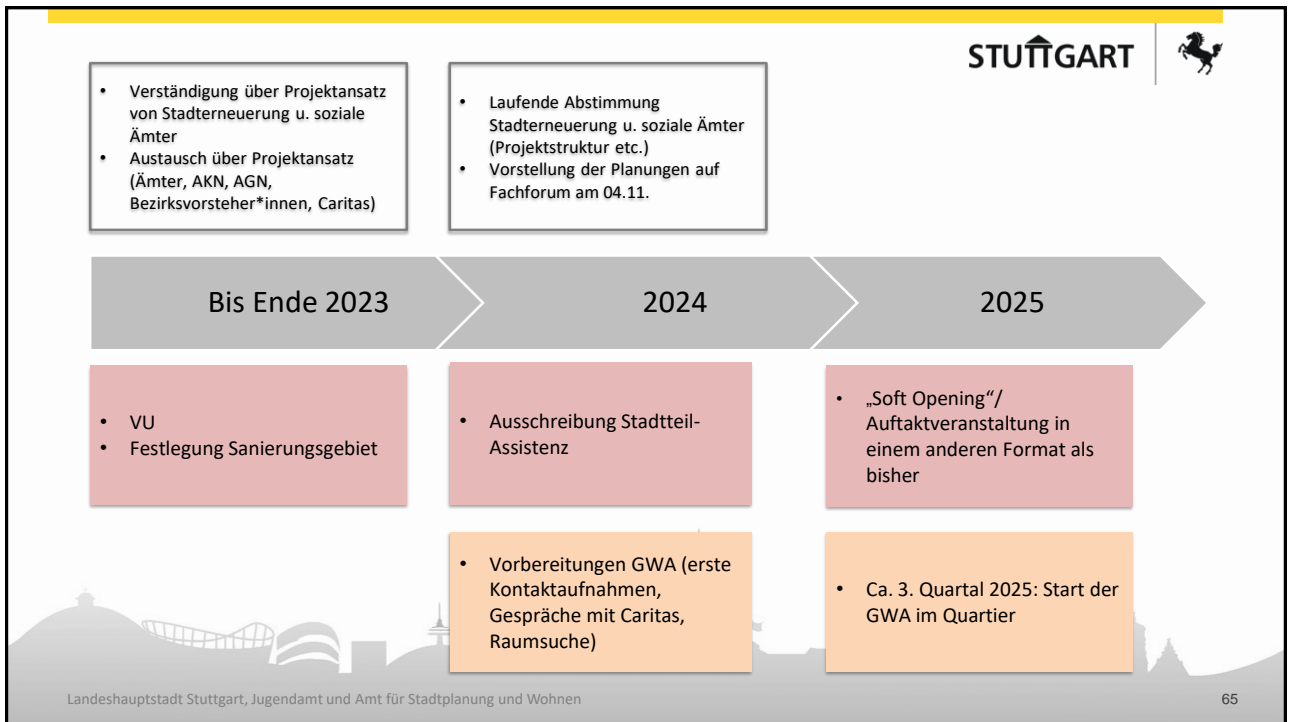 STUTTGART
• Verständigung über Projektansatz
von Stadterneuerung u. soziale
Ämter
• Austausch über Projektansatz
(Ämter, AKN, AGN,
Bezirksvorsteher*innen, Caritas)
• Laufende Abstimmung
Stadterneuerung u. soziale Ämter
(Projektstruktur etc.)
• Vorstellung der Planungen auf
Fachforum am 04.11.
Bis Ende 2023
2024
2025
• VU
• Festlegung Sanierungsgebiet
• Ausschreibung Stadtteil-
Assistenz
• „Soft Opening“/
Auftaktveranstaltung in
einem anderen Format als
bisher
• Vorbereitungen GWA (erste
Kontaktaufnahmen,
Gespräche mit Caritas,
Raumsuche)
• Ca. 3. Quartal 2025: Start der
GWA im Quartier
Landeshauptstadt Stuttgart, Jugendamt und Amt für Stadtplanung und Wohnen
65